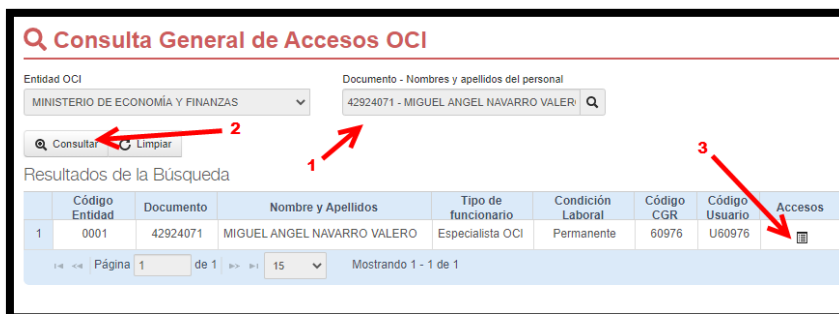 Consulta General de Accesos OCI
Entidad OCI Documento - Nombres y apellidos del personal
MINISTERIO DE ECONOMÍA Y FINANZAS 42924071 - MIGUEL ANGEL NAVARRO VALER
Consultar Limpiar 2
1 3
Resultados de la Búsqueda
Código Entidad Documento Nombre y Apellidos Tipo de funcionario Condición Laboral Código CGR Código Usuario Accesos
1 0001 42924071 MIGUEL ANGEL NAVARRO VALERO Especialista OCI Permanente 60976 U60976
Página 1 de 1 15 Mostrando 1 - 1 de 1